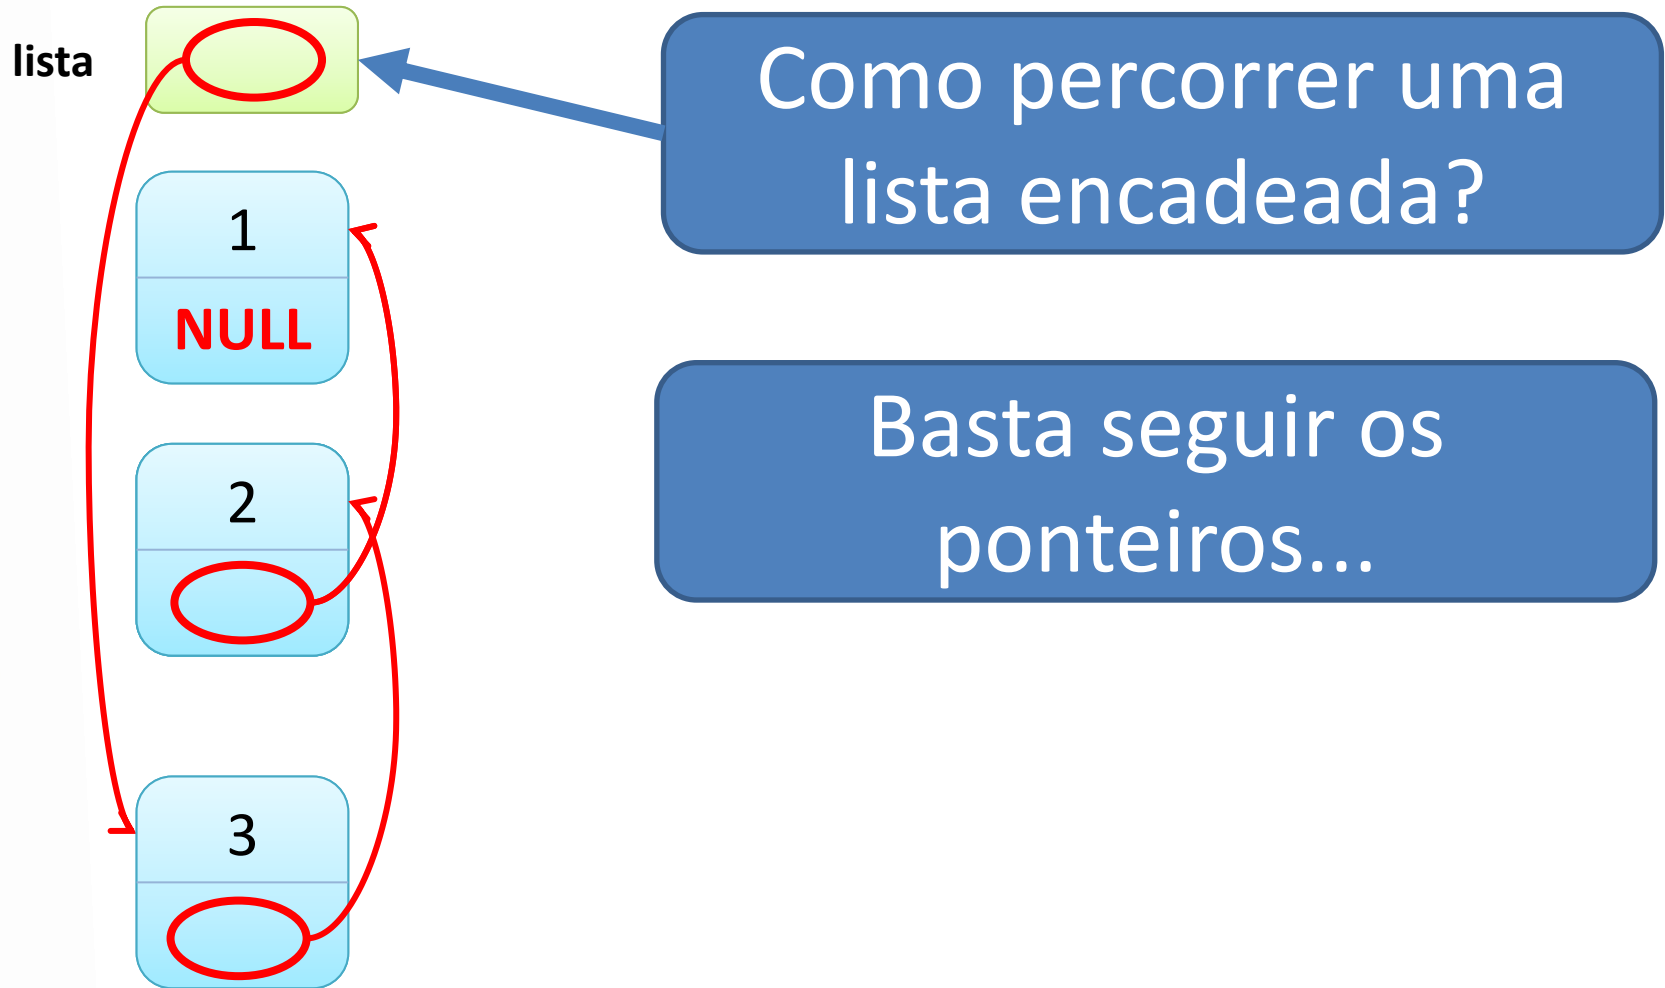 lista
Como percorrer uma
lista encadeada?
1
NULL
Basta seguir os
ponteiros...
2
3